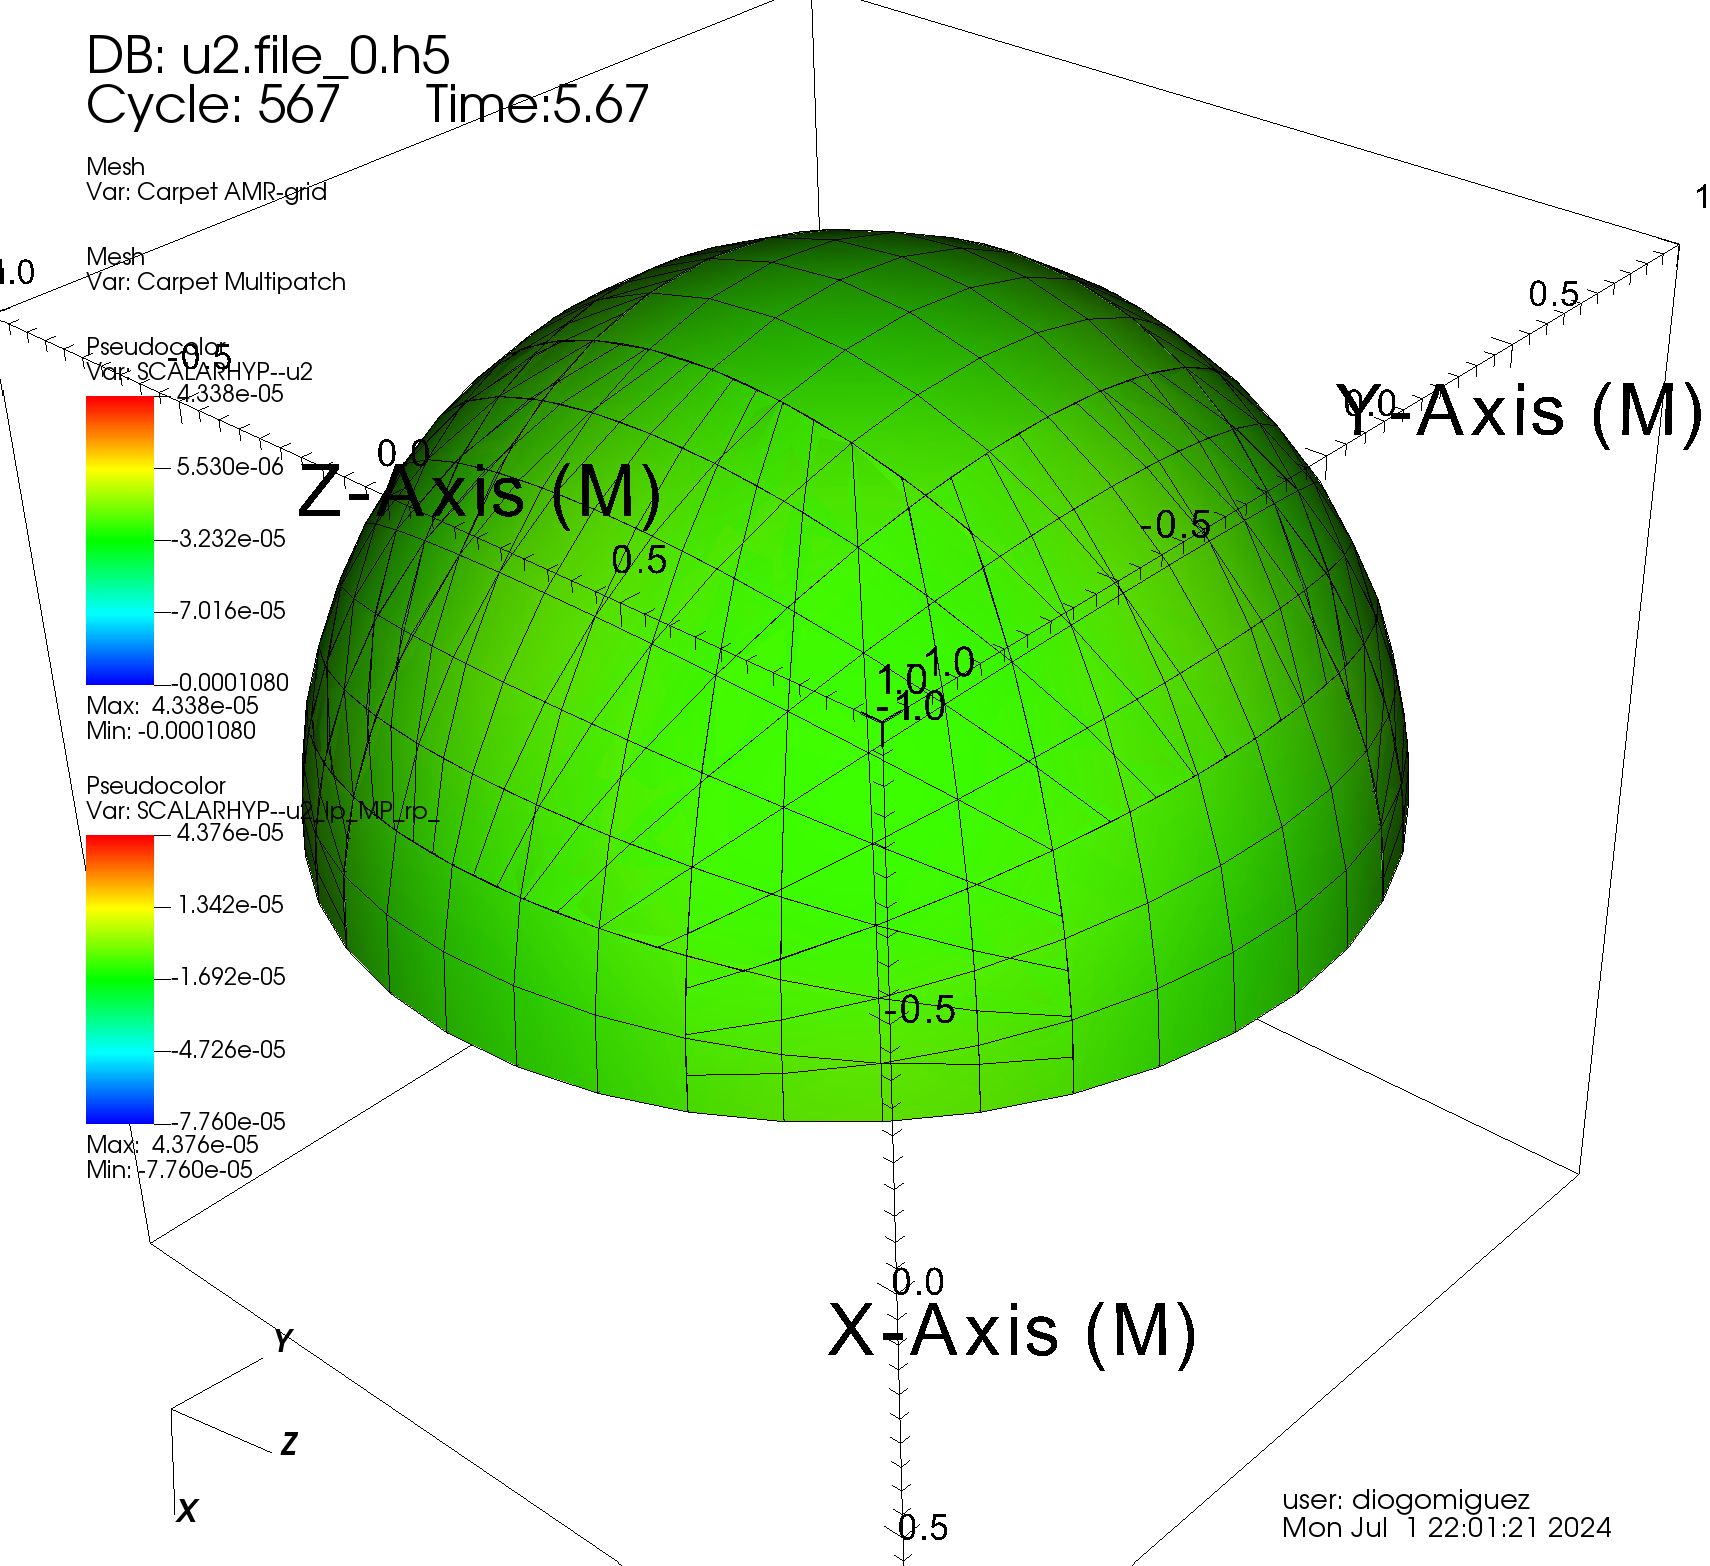 DB: u2.file_0.h5
Cycle: 567 Time:5.67
Mesh
Var: Carpet AMR-grid
Mesh
Var: Carpet Multipatch
Pseudocolor
Var: SCALARHYP--u2
4.338e-05
5.530e-06
-3.232e-05
-7.016e-05
-0.0001080
Max: 4.338e-05
Min: -0.0001080
Pseudocolor
Var: SCALARHYP--u2_lp_MP_rp_
4.376e-05
1.342e-05
-1.692e-05
-4.726e-05
-7.760e-05
Max: 4.376e-05
Min: -7.760e-05
-0.5
0.0
Z-Axis (M)
0.5
1.0
1
0.5
0.0
Y-Axis (M)
-0.5
-1.0
-1.0
-0.5
0.0
X-Axis (M)
0.5
Y
Z
X
user: diogomiguez
Mon Jul 1 22:01:21 2024